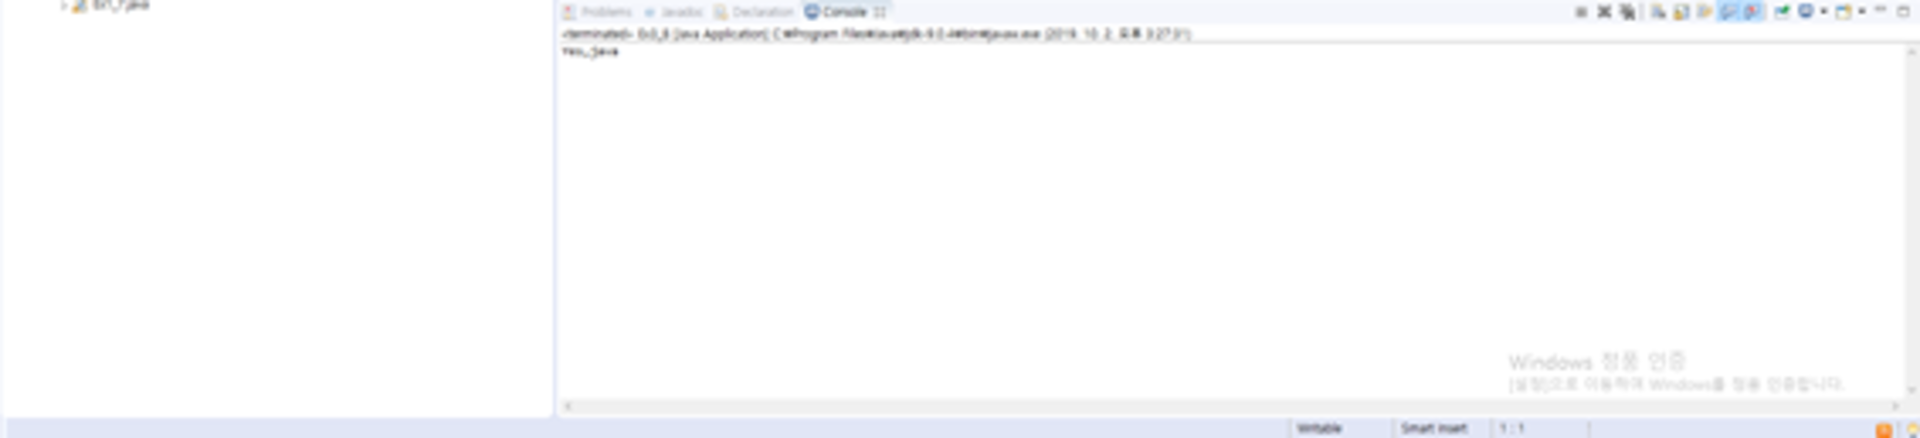 Ex1_7.java
Problems Javadoc Declaration Console
<terminated> [Java Application] C:₩Program Files₩Java₩jdk-9.0.4₩bin₩javaw.exe (2019. 10. 2. 오후 3:27:31)
Windows 정품 인증
[설정]으로 이동하여 Windows를 정품 인증합니다.
Writable Smart Insert 1 : 1